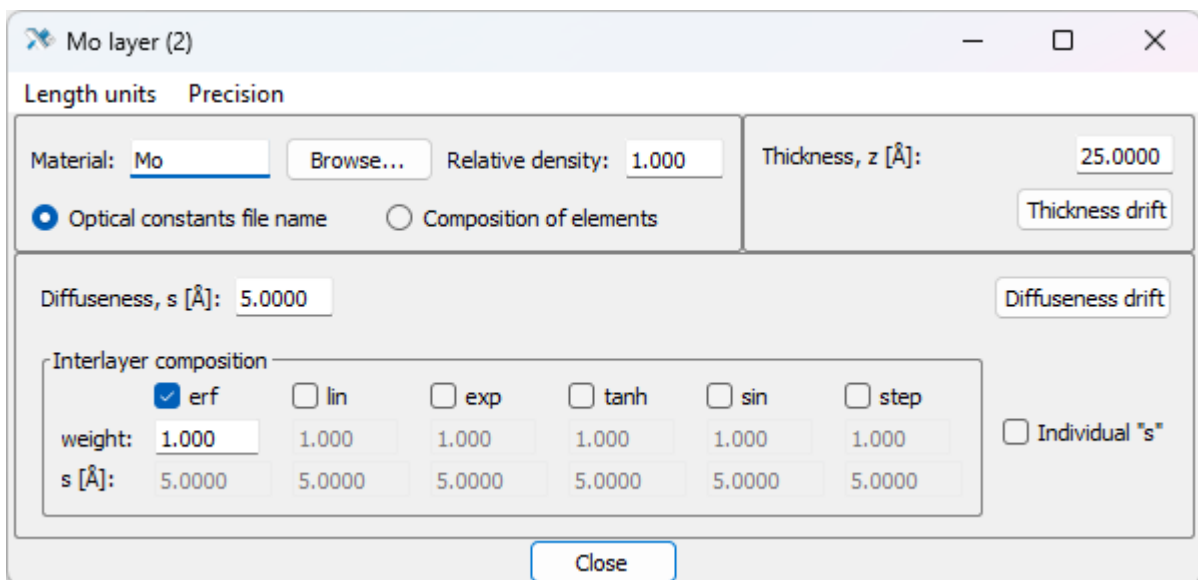 Mo layer (2)
Length units Precision
Material: Mo Browse... Relative density: 1.000
Optical constants file name Composition of elements
Thickness, z [Å]: 25.0000
Thickness drift
Diffuseness, s [Å]: 5.0000 Diffuseness drift
Interlayer composition
erf lin exp tanh sin step
weight: 1.000 1.000 1.000 1.000 1.000 1.000
s [Å]: 5.0000 5.0000 5.0000 5.0000 5.0000 5.0000
Individual "s"
Close